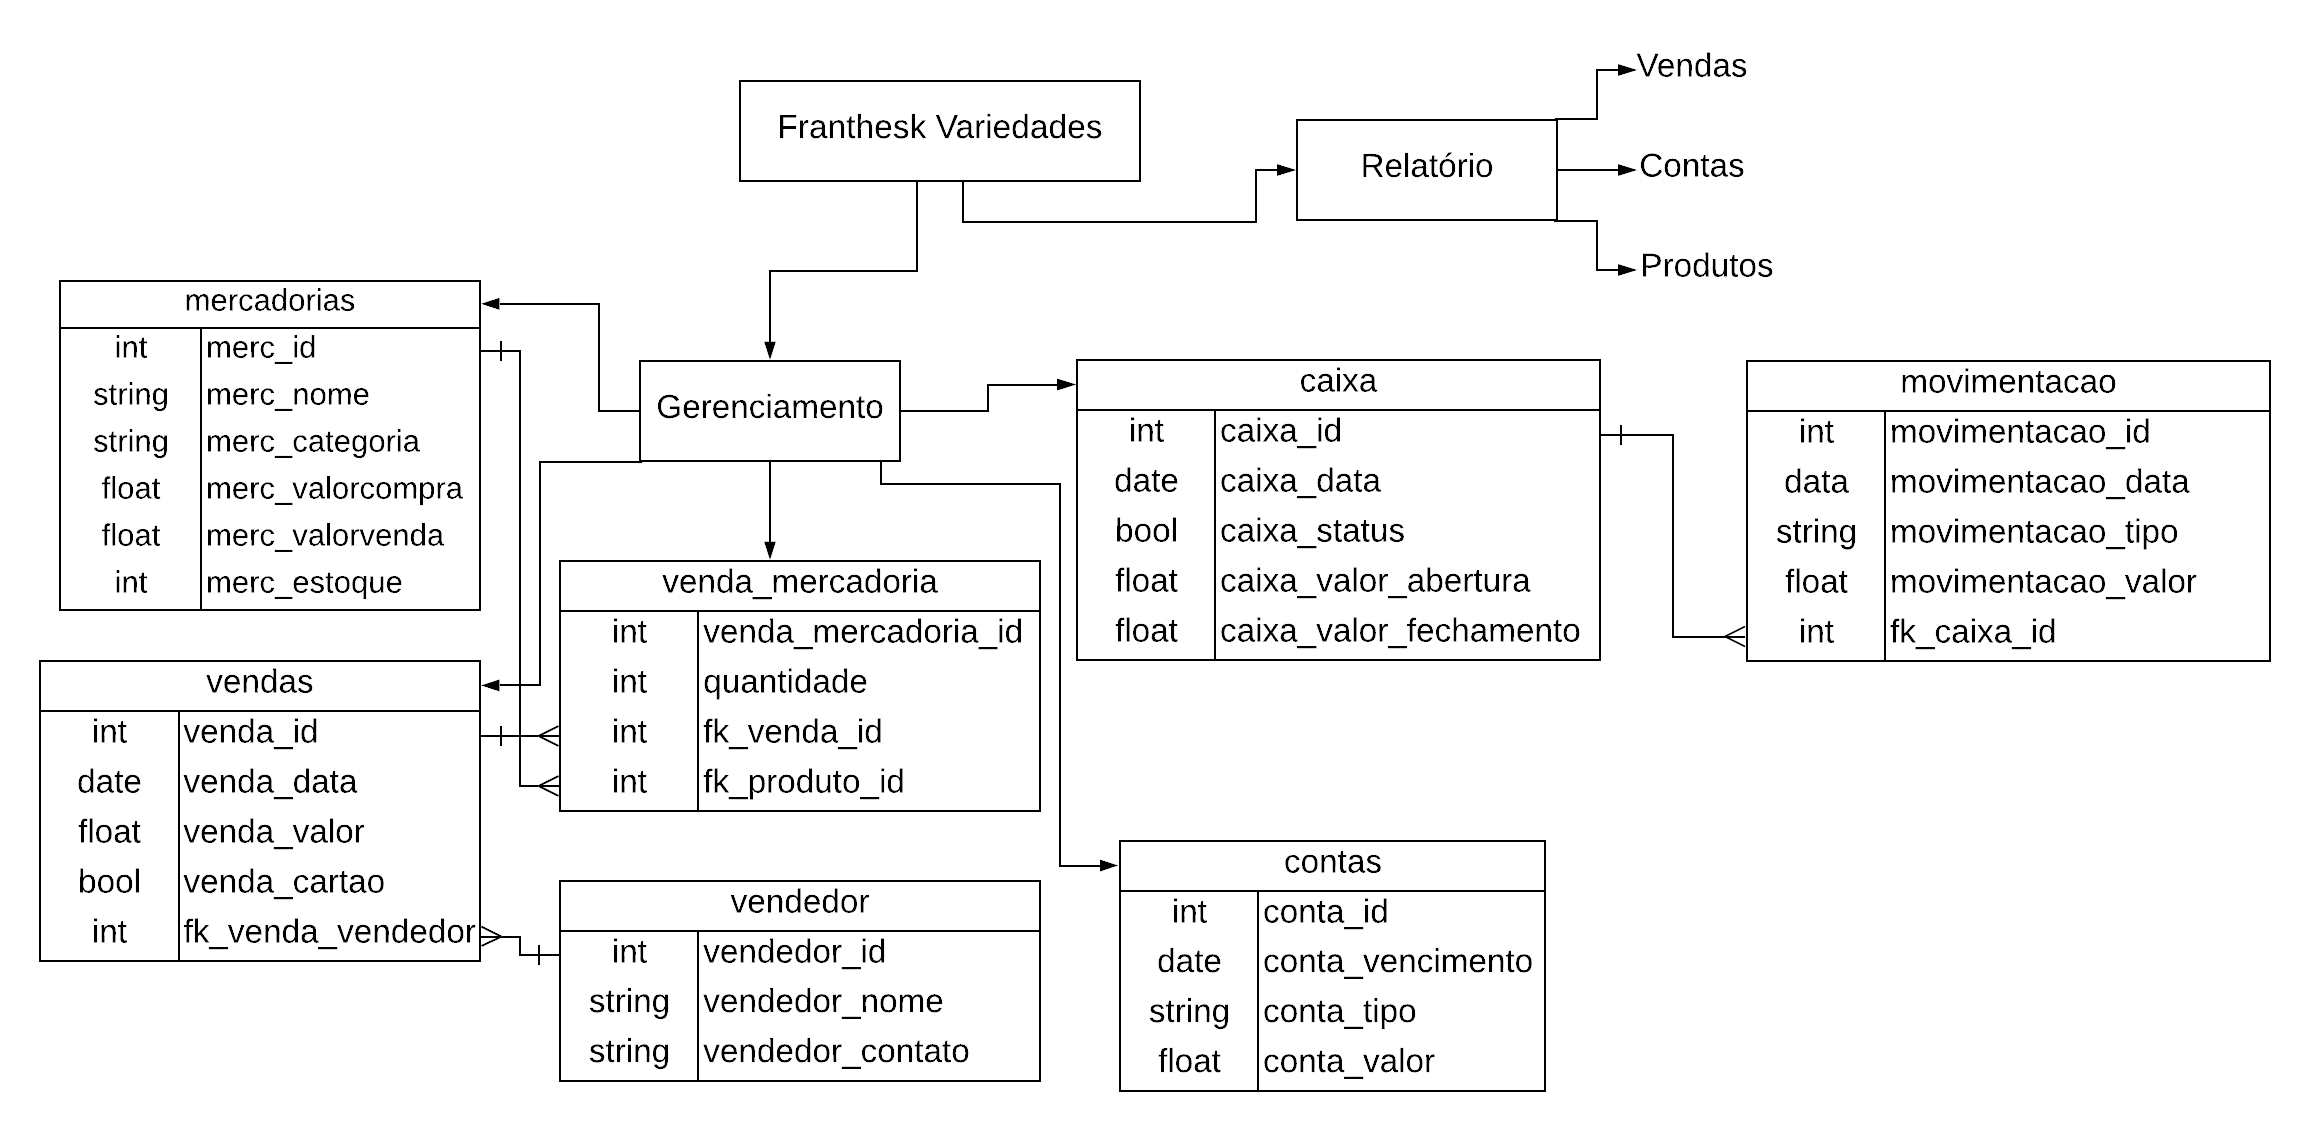 Franthesk Variedades
Relatório
Vendas
Contas
Produtos
Gerenciamento
mercadorias
int merc_id
string merc_nome
string merc_categoria
float merc_valorcompra
float merc_valorvenda
int merc_estoque
caixa
int caixa_id
date caixa_data
bool caixa_status
float caixa_valor_abertura
float caixa_valor_fechamento
movimentacao
int movimentacao_id
data movimentacao_data
string movimentacao_tipo
float movimentacao_valor
int fk_caixa_id
venda_mercadoria
int venda_mercadoria_id
int quantidade
int fk_venda_id
int fk_produto_id
vendas
int venda_id
date venda_data
float venda_valor
bool venda_cartao
int fk_venda_vendedor
vendedor
int vendedor_id
string vendedor_nome
string vendedor_contato
contas
int conta_id
date conta_vencimento
string conta_tipo
float conta_valor